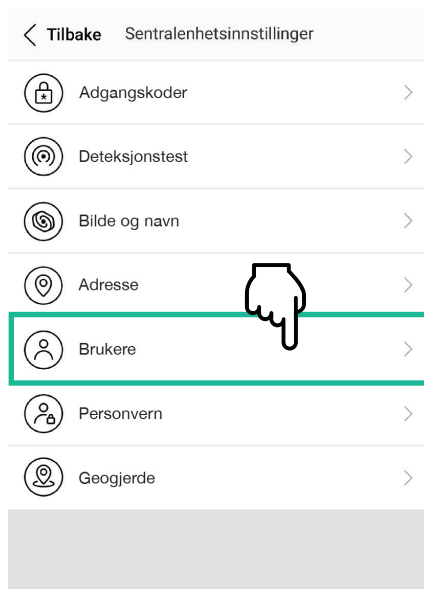 Tilbake Sentralenhetsinnstillinger
Adgangskoder
Deteksjonstest
Bilde og navn
Adresse
Brukere
Personvern
Geogjerde